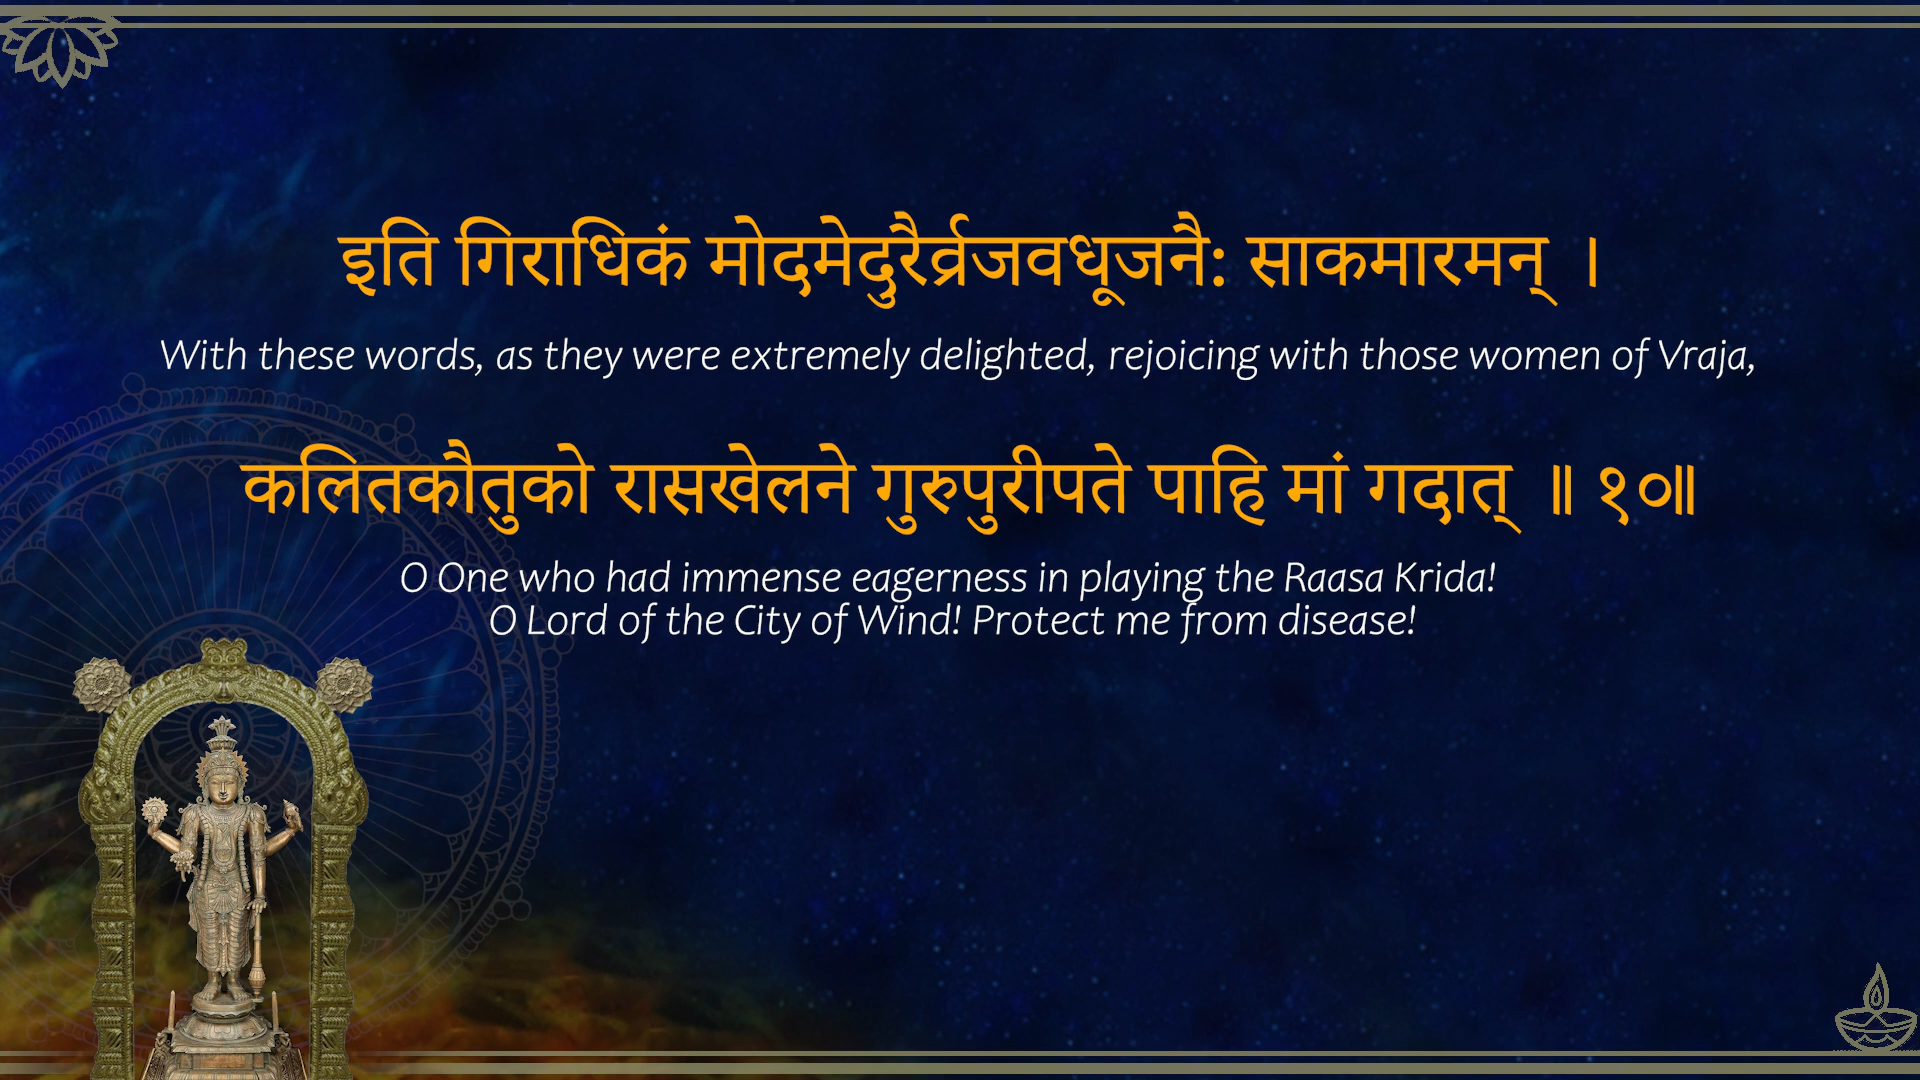 इति गिराधिकं मोदमेदुरैर्व्रजवधूजनै: साकमारमन् ।
With these words, as they were extremely delighted, rejoicing with those women of Vraja,
कलितकौतुको रासखेलने गुरुपुरीपते पाहि मां गदात् ॥ १०॥
O One who had immense eagerness in playing the Raasa Krida!
O Lord of the City of Wind! Protect me from disease!